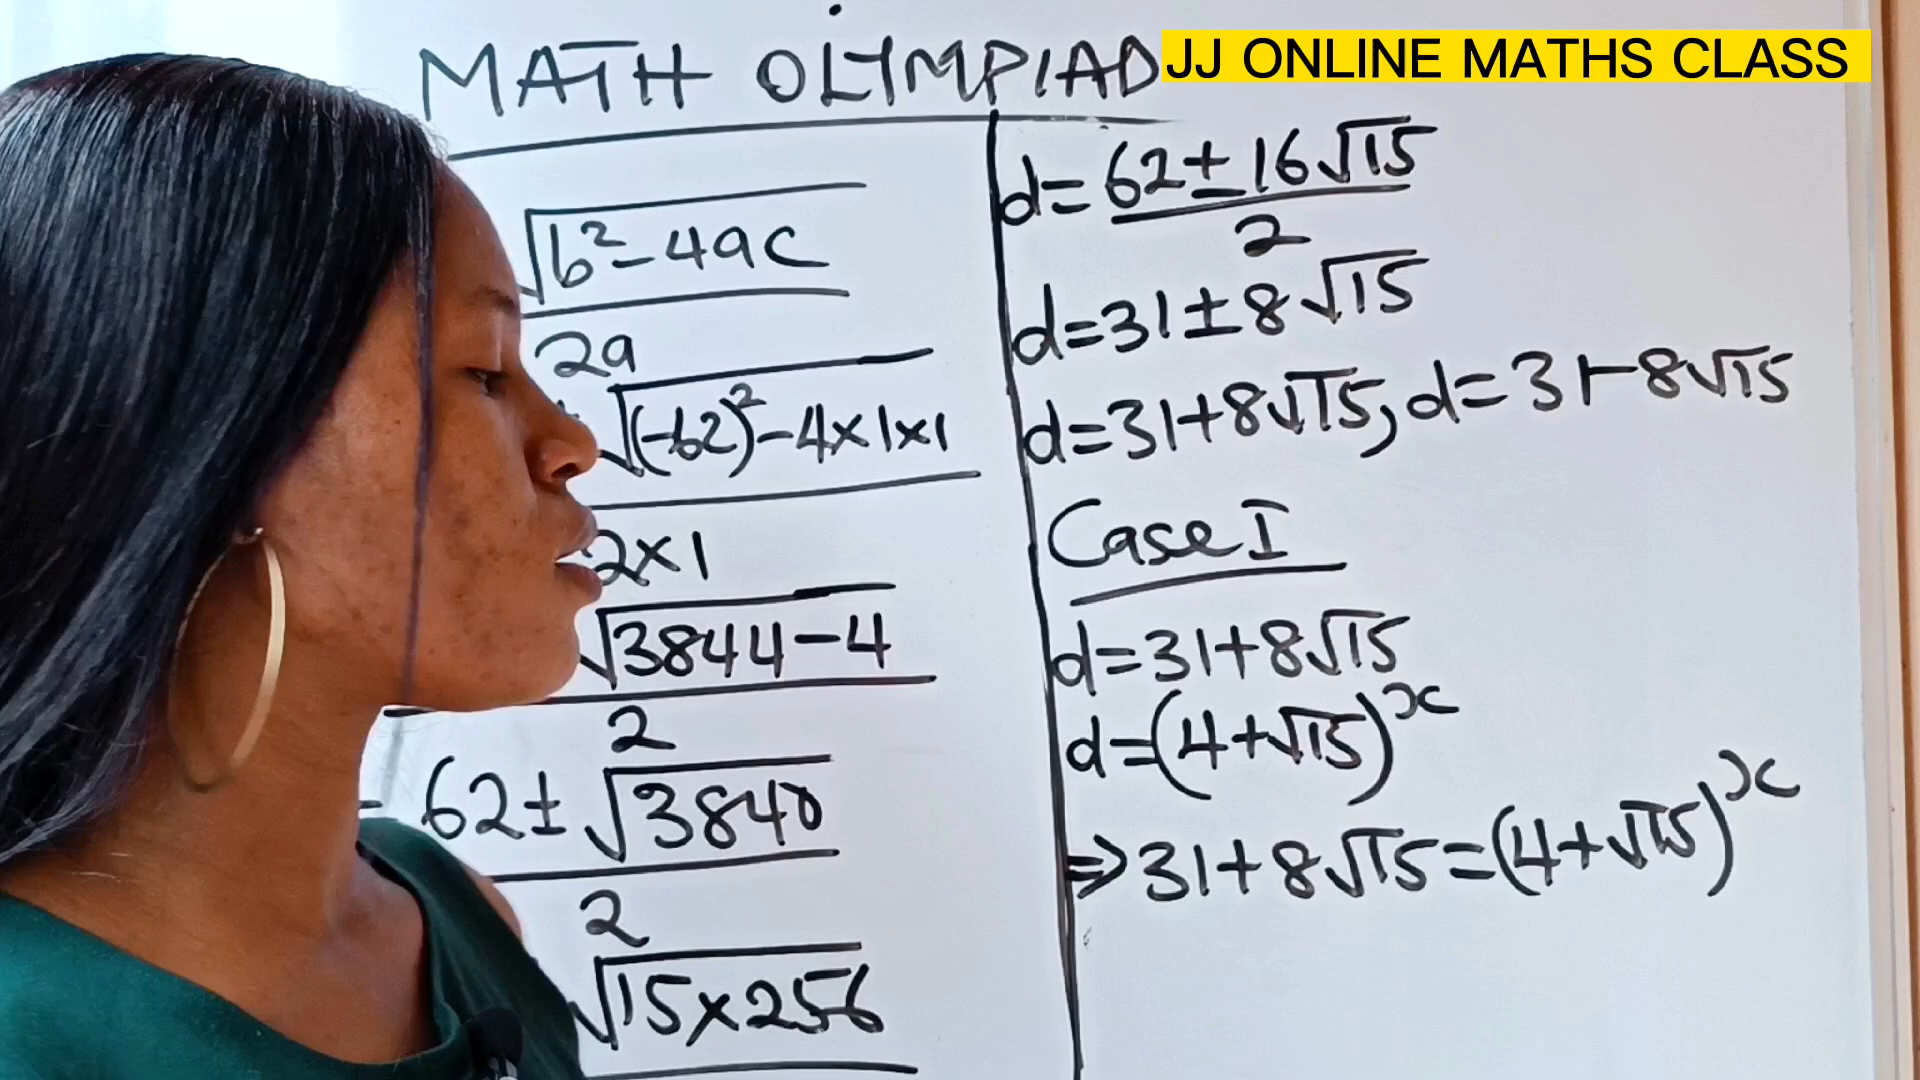 MATH OLYMPIAD
JJ ONLINE MATHS CLASS
√b²-4ac
2a
√(-62)²-4×1×1
2×1
√3844-4
2
62±√3840
2
√15×256
d=62±16√15
2
d=31±8√15
d=31+8√15, d=31-8√15
Case I
d=31+8√15
d=(4+√15)ˣ
⇒31+8√15=(4+√15)ˣ